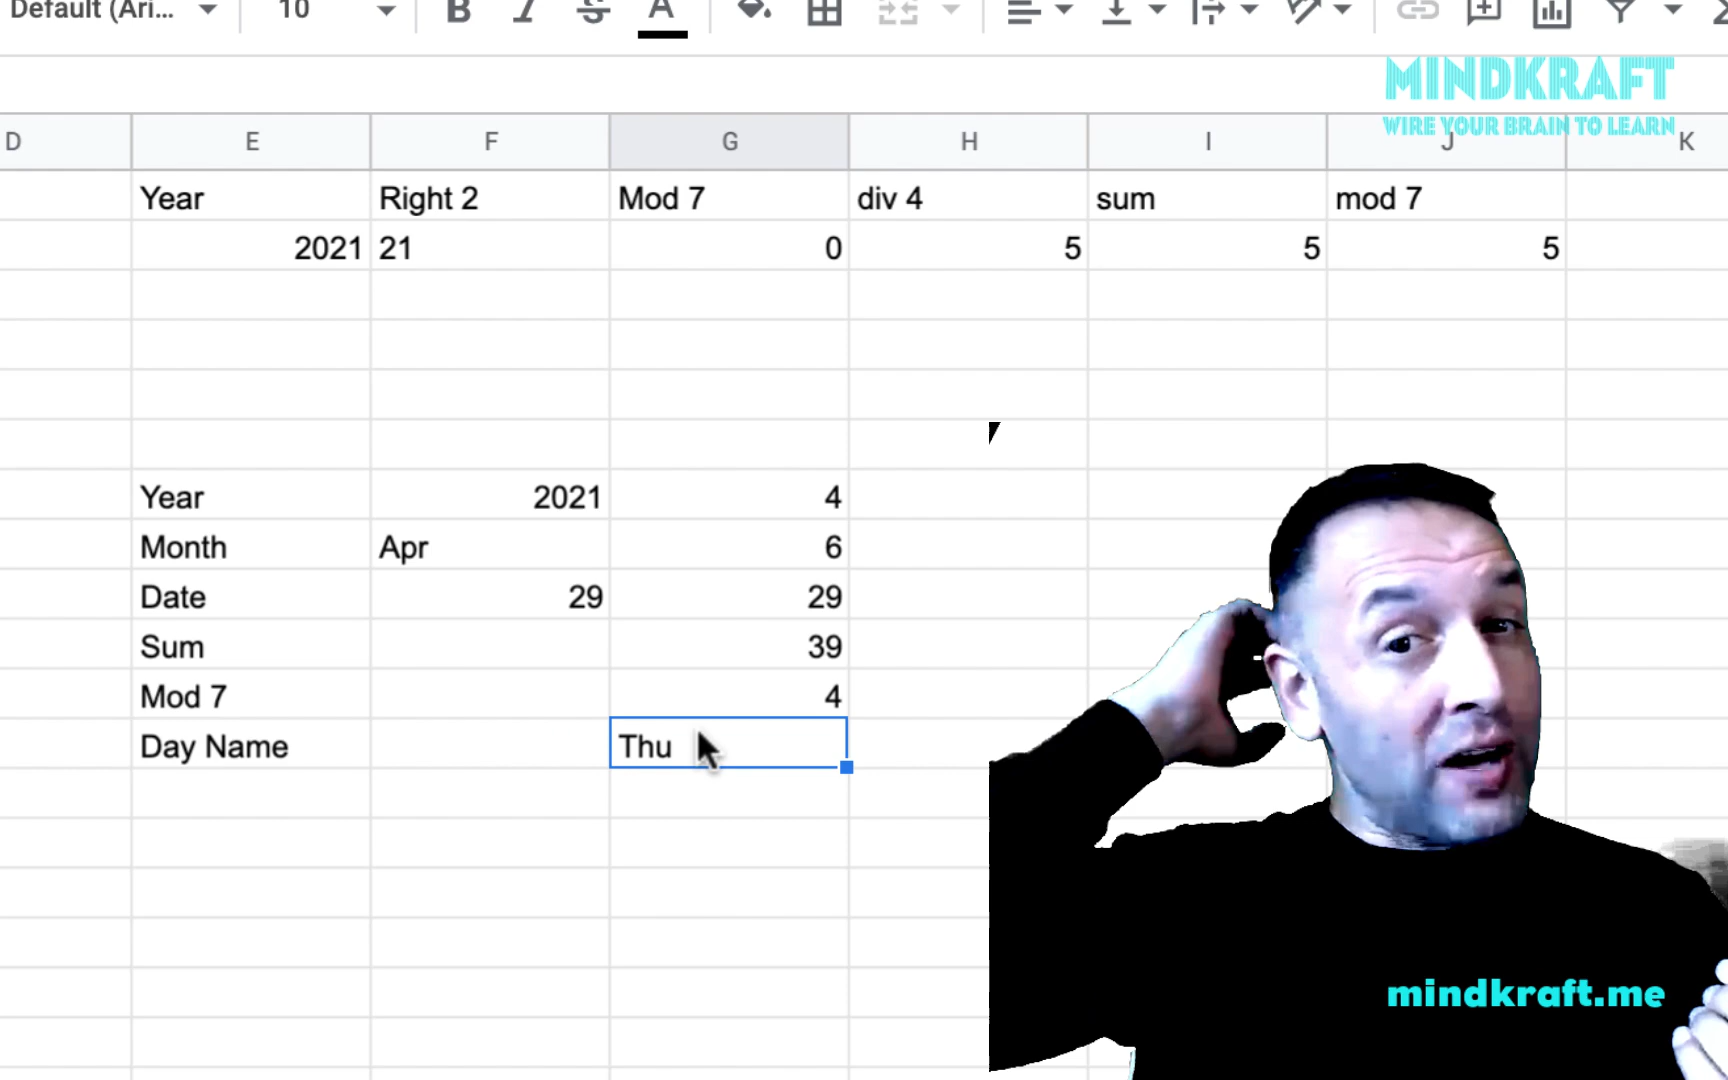 Default (Ari... 10 B I S A
MINDKRAFT
WIRE YOUR BRAIN TO LEARN
D E F G H I J K
Year Right 2 Mod 7 div 4 sum mod 7
2021 21 0 5 5 5
Year 2021 4
Month Apr 6
Date 29 29
Sum 39
Mod 7 4
Day Name Thu
mindkraft.me